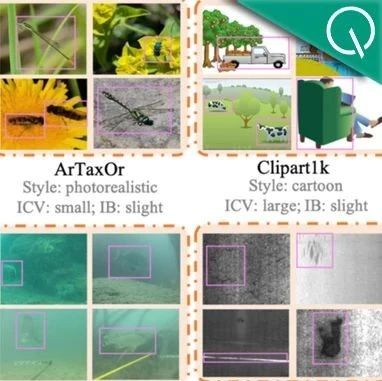 ArTaxOr
Style: photorealistic
ICV: small; IB: slight
Clipart1k
Style: cartoon
ICV: large; IB: slight